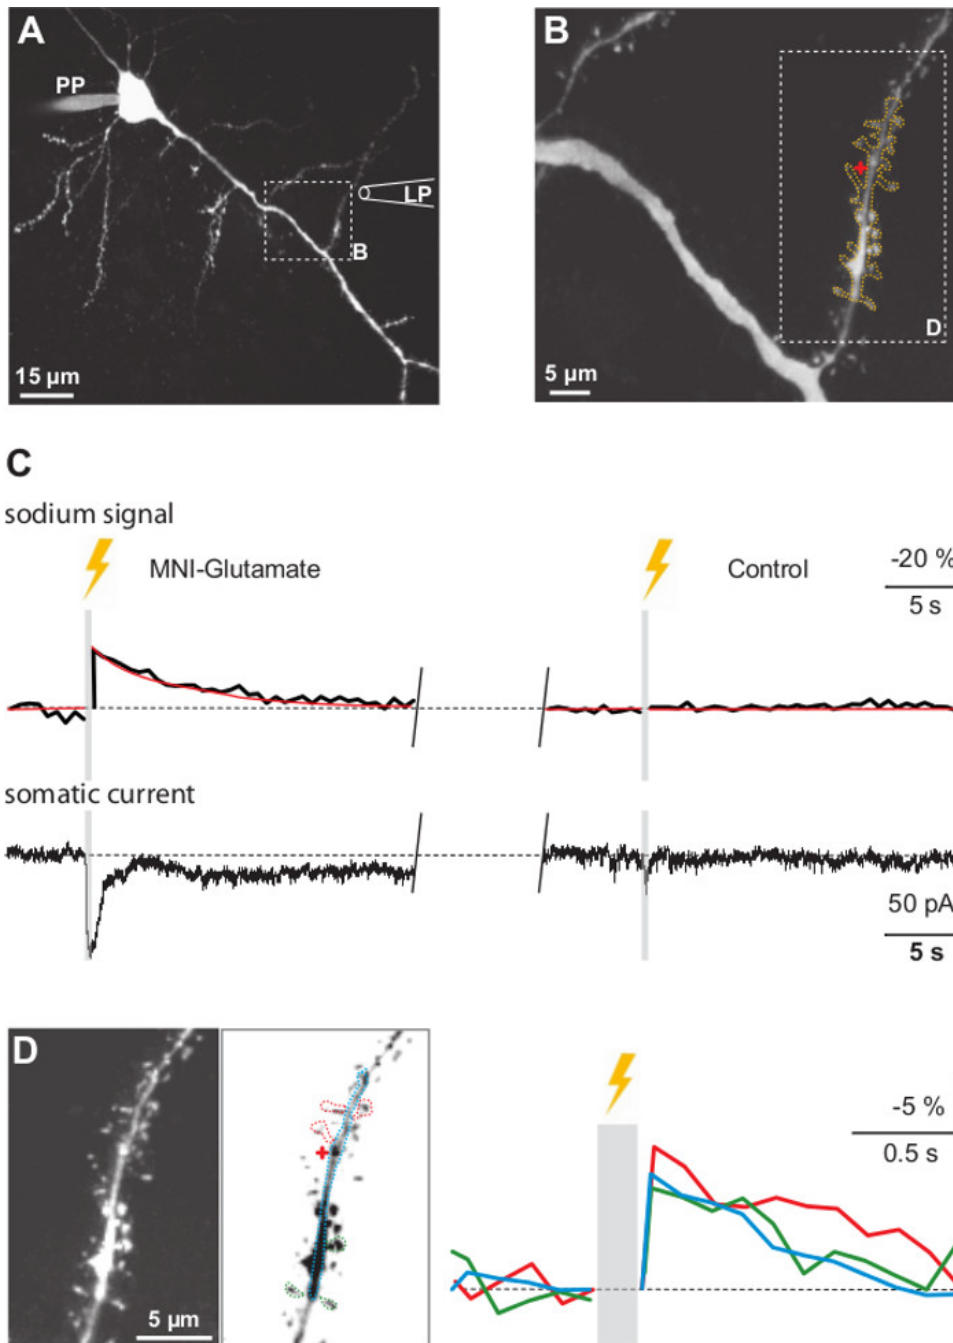 A
PP
LP
B
15 µm
B
D
5 µm
C
sodium signal
MNI-Glutamate
Control
-20 %
5 s
somatic current
50 pA
5 s
D
5 µm
-5 %
0.5 s